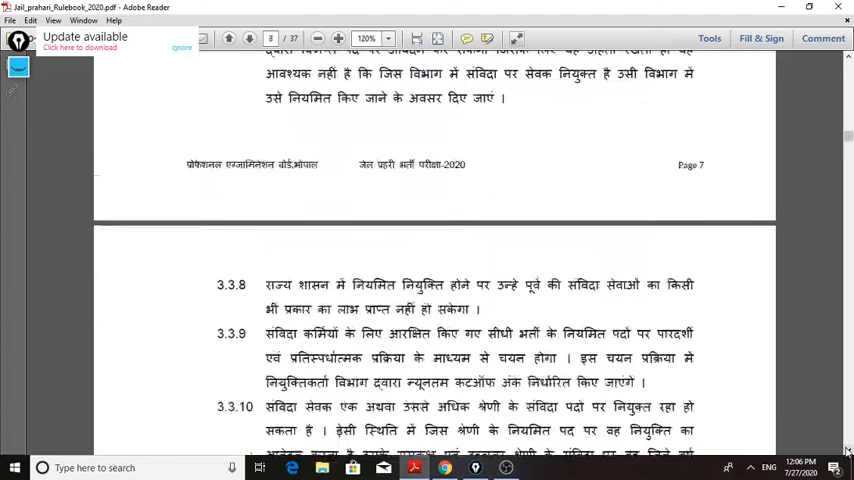 Jail_prahari_Rulebook_2020.pdf - Adobe Reader
File Edit View Window Help
Update available
Click here to download ignore
8 / 37 120% Tools Fill & Sign Comment
आवश्यक नहीं है कि जिस विभाग में संविदा पर सेवक नियुक्त है उसी विभाग में
उसे नियमित किए जाने के अवसर दिए जाएं ।
प्रोफेशनल एग्जामिनेशन बोर्ड,भोपाल जेल प्रहरी भर्ती परीक्षा-2020 Page 7
3.3.8 राज्य शासन में नियमित नियुक्ति होने पर उन्हे पूर्व की संविदा सेवाओं का किसी
भी प्रकार का लाभ प्राप्त नहीं हो सकेगा ।
3.3.9 संविदा कर्मियों के लिए आरक्षित किए गए सीधी भर्ती के नियमित पदों पर पारदर्शी
एवं प्रतिस्पर्धात्मक प्रक्रिया के माध्यम से चयन होगा । इस चयन प्रक्रिया में
नियुक्तिकर्ता विभाग द्वारा न्यूनतम कटऑफ अंक निर्धारित किए जाएगें ।
3.3.10 संविदा सेवक एक अथवा उससे अधिक श्रेणी के संविदा पदों पर नियुक्त रहा हो
सकता है । इेसी स्थिति में जिस श्रेणी के नियमित पद पर वह नियुक्ति का
Type here to search
ENG
12:06 PM
7/27/2020
2